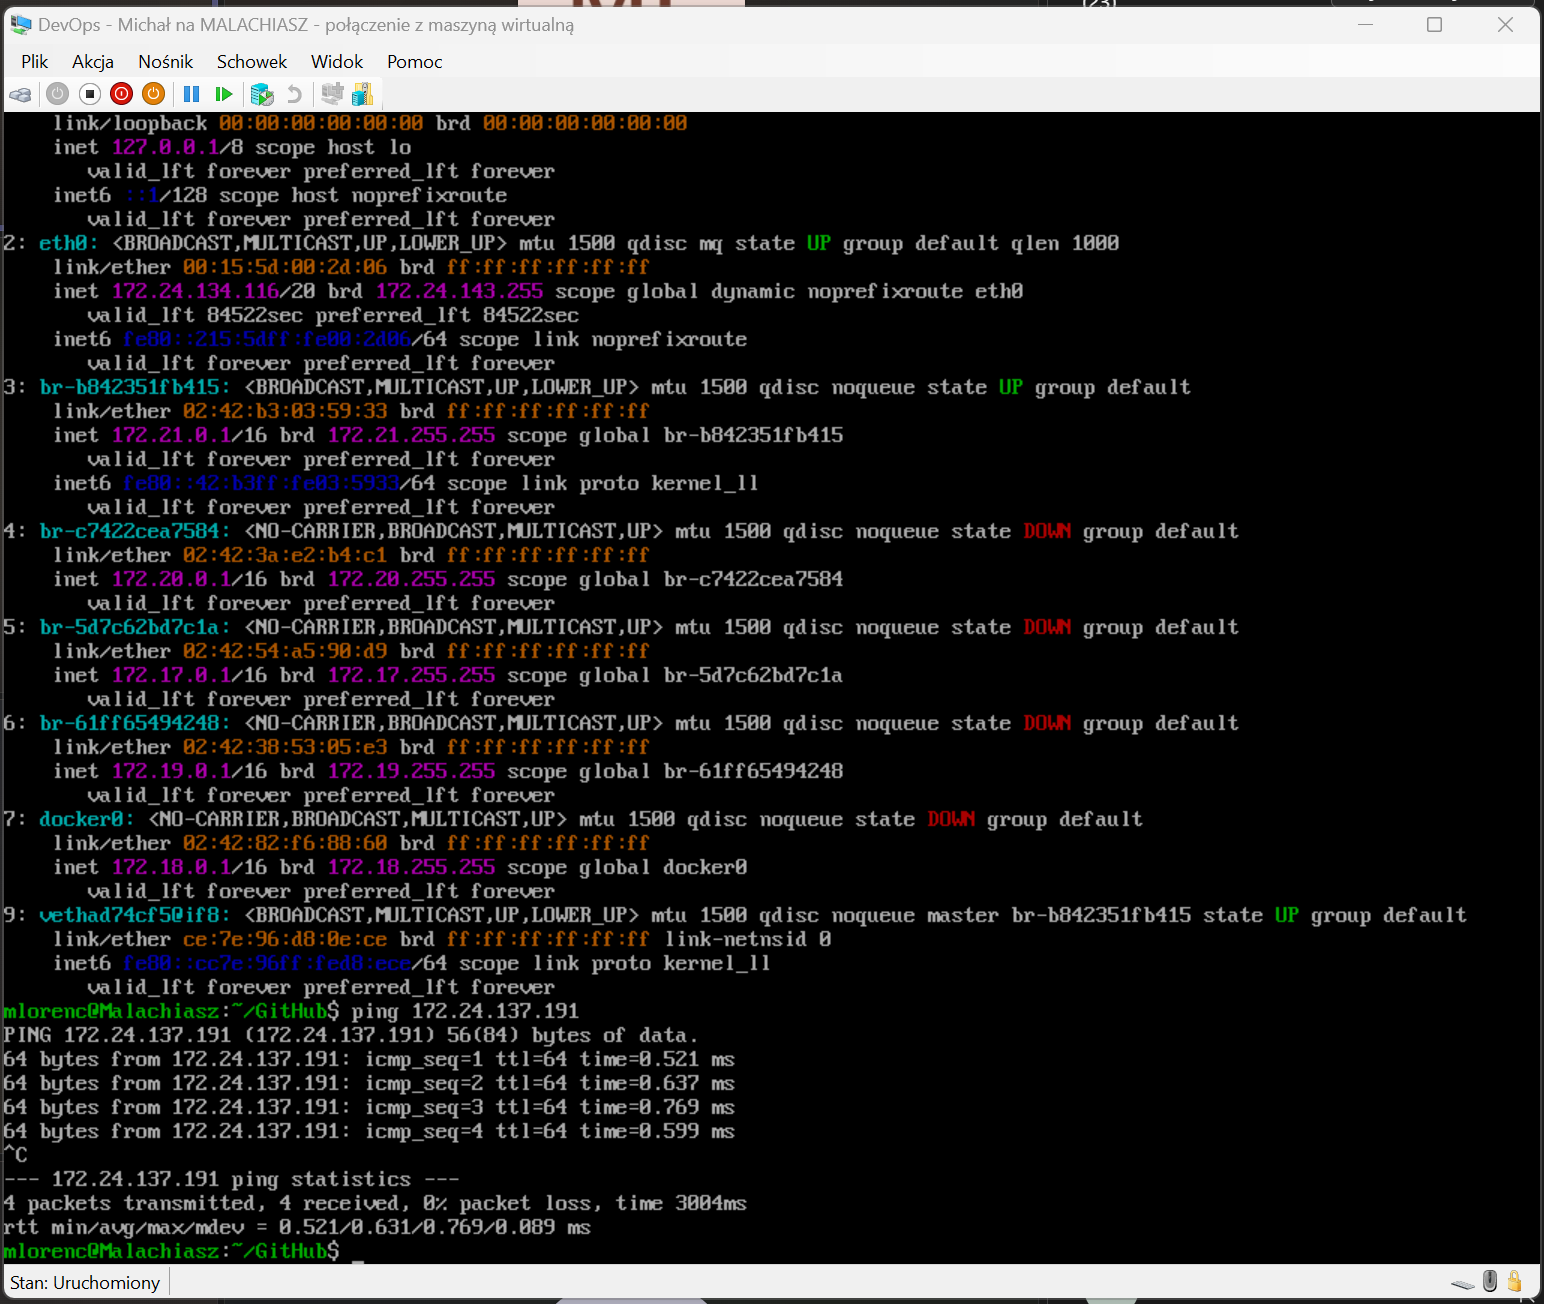 (23)
DevOps - Michał na MALACHIASZ - połączenie z maszyną wirtualną
Plik Akcja Nośnik Schowek Widok Pomoc
link/loopback 00:00:00:00:00:00 brd 00:00:00:00:00:00
inet 127.0.0.1/8 scope host lo
valid_lft forever preferred_lft forever
inet6 ::1/128 scope host noprefixroute
valid_lft forever preferred_lft forever
2: eth0: <BROADCAST,MULTICAST,UP,LOWER_UP> mtu 1500 qdisc mq state UP group default qlen 1000
link/ether 00:15:5d:00:2d:06 brd ff:ff:ff:ff:ff:ff
inet 172.24.134.116/20 brd 172.24.143.255 scope global dynamic noprefixroute eth0
valid_lft 84522sec preferred_lft 84522sec
inet6 fe80::215:5dff:fe00:2d06/64 scope link noprefixroute
valid_lft forever preferred_lft forever
3: br-b842351fb415: <BROADCAST,MULTICAST,UP,LOWER_UP> mtu 1500 qdisc noqueue state UP group default
link/ether 02:42:b3:03:59:33 brd ff:ff:ff:ff:ff:ff
inet 172.21.0.1/16 brd 172.21.255.255 scope global br-b842351fb415
valid_lft forever preferred_lft forever
inet6 fe80::42:b3ff:fe03:5933/64 scope link proto kernel_ll
valid_lft forever preferred_lft forever
4: br-c7422cea7584: <NO-CARRIER,BROADCAST,MULTICAST,UP> mtu 1500 qdisc noqueue state DOWN group default
link/ether 02:42:3a:e2:b4:c1 brd ff:ff:ff:ff:ff:ff
inet 172.20.0.1/16 brd 172.20.255.255 scope global br-c7422cea7584
valid_lft forever preferred_lft forever
5: br-5d7c62bd7c1a: <NO-CARRIER,BROADCAST,MULTICAST,UP> mtu 1500 qdisc noqueue state DOWN group default
link/ether 02:42:54:a5:90:d9 brd ff:ff:ff:ff:ff:ff
inet 172.17.0.1/16 brd 172.17.255.255 scope global br-5d7c62bd7c1a
valid_lft forever preferred_lft forever
6: br-61ff65494248: <NO-CARRIER,BROADCAST,MULTICAST,UP> mtu 1500 qdisc noqueue state DOWN group default
link/ether 02:42:38:53:05:e3 brd ff:ff:ff:ff:ff:ff
inet 172.19.0.1/16 brd 172.19.255.255 scope global br-61ff65494248
valid_lft forever preferred_lft forever
7: docker0: <NO-CARRIER,BROADCAST,MULTICAST,UP> mtu 1500 qdisc noqueue state DOWN group default
link/ether 02:42:82:f6:88:60 brd ff:ff:ff:ff:ff:ff
inet 172.18.0.1/16 brd 172.18.255.255 scope global docker0
valid_lft forever preferred_lft forever
9: vethad74cf5@if8: <BROADCAST,MULTICAST,UP,LOWER_UP> mtu 1500 qdisc noqueue master br-b842351fb415 state UP group default
link/ether ce:7e:96:d8:0e:ce brd ff:ff:ff:ff:ff:ff link-netnsid 0
inet6 fe80::cc7e:96ff:fed8:ece/64 scope link proto kernel_ll
valid_lft forever preferred_lft forever
mlorenc@Malachiasz:~/GitHub$ ping 172.24.137.191
PING 172.24.137.191 (172.24.137.191) 56(84) bytes of data.
64 bytes from 172.24.137.191: icmp_seq=1 ttl=64 time=0.521 ms
64 bytes from 172.24.137.191: icmp_seq=2 ttl=64 time=0.637 ms
64 bytes from 172.24.137.191: icmp_seq=3 ttl=64 time=0.769 ms
64 bytes from 172.24.137.191: icmp_seq=4 ttl=64 time=0.599 ms
^C
--- 172.24.137.191 ping statistics ---
4 packets transmitted, 4 received, 0% packet loss, time 3004ms
rtt min/avg/max/mdev = 0.521/0.631/0.769/0.089 ms
mlorenc@Malachiasz:~/GitHub$ _
Stan: Uruchomiony